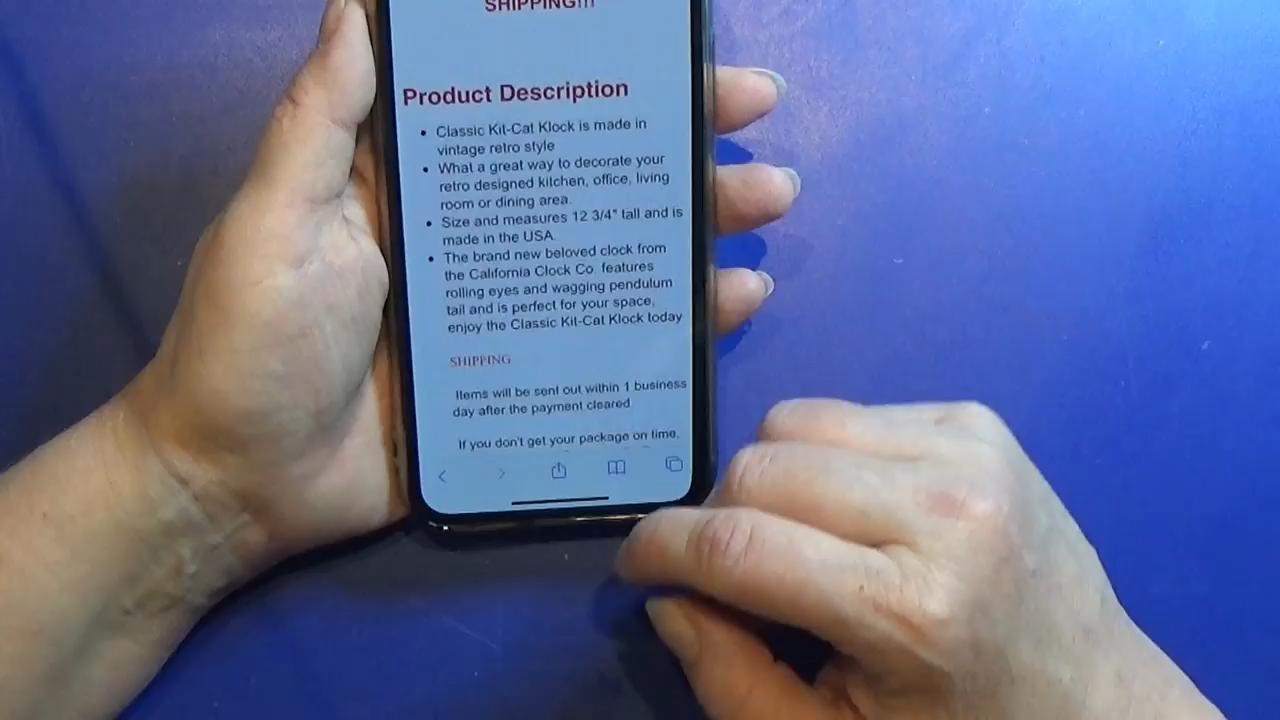 SHIPPING!!!
Product Description
• Classic Kit-Cat Klock is made in
vintage retro style
• What a great way to decorate your
retro designed kitchen, office, living
room or dining area.
• Size and measures 12 3/4" tall and is
made in the USA.
• The brand new beloved clock from
the California Clock Co features
rolling eyes and wagging pendulum
tail and is perfect for your space,
enjoy the Classic Kit-Cat Klock today
SHIPPING
Items will be sent out within 1 business
day after the payment cleared
If you don't get your package on time,